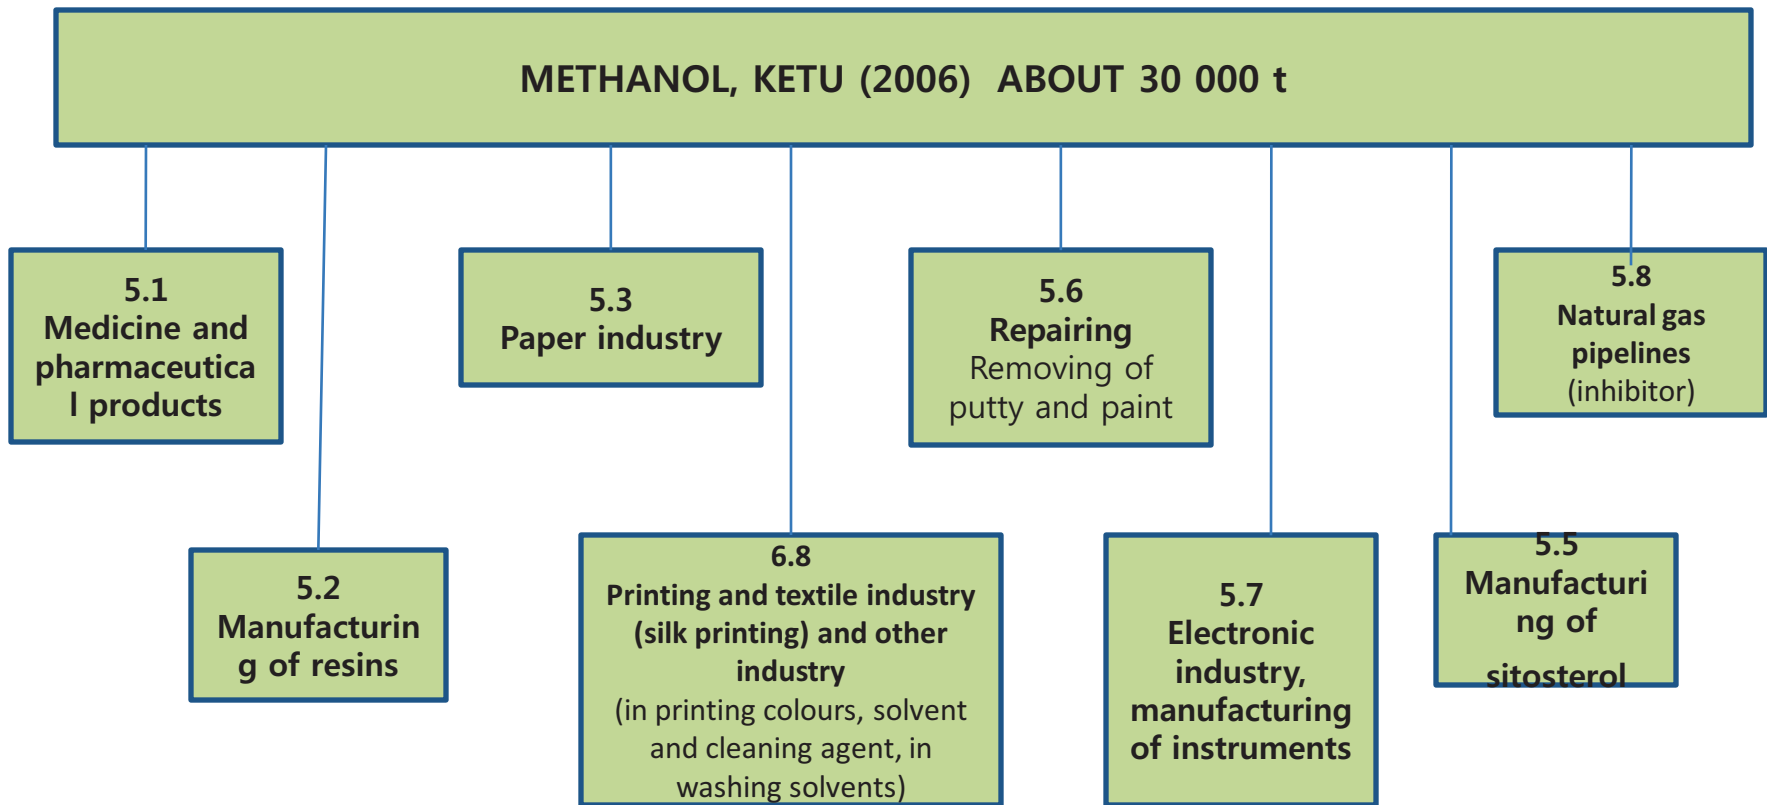 METHANOL, KETU (2006) ABOUT 30 000 t
5.1
Medicine and
pharmaceutica
l products
5.3
Paper industry
5.6
Repairing
Removing of
putty and paint
5.8
Natural gas
pipelines
(inhibitor)
5.2
Manufacturin
g of resins
6.8
Printing and textile industry
(silk printing) and other
industry
(in printing colours, solvent
and cleaning agent, in
washing solvents)
5.7
Electronic
industry,
manufacturing
of instruments
5.5
Manufacturi
ng of
sitosterol